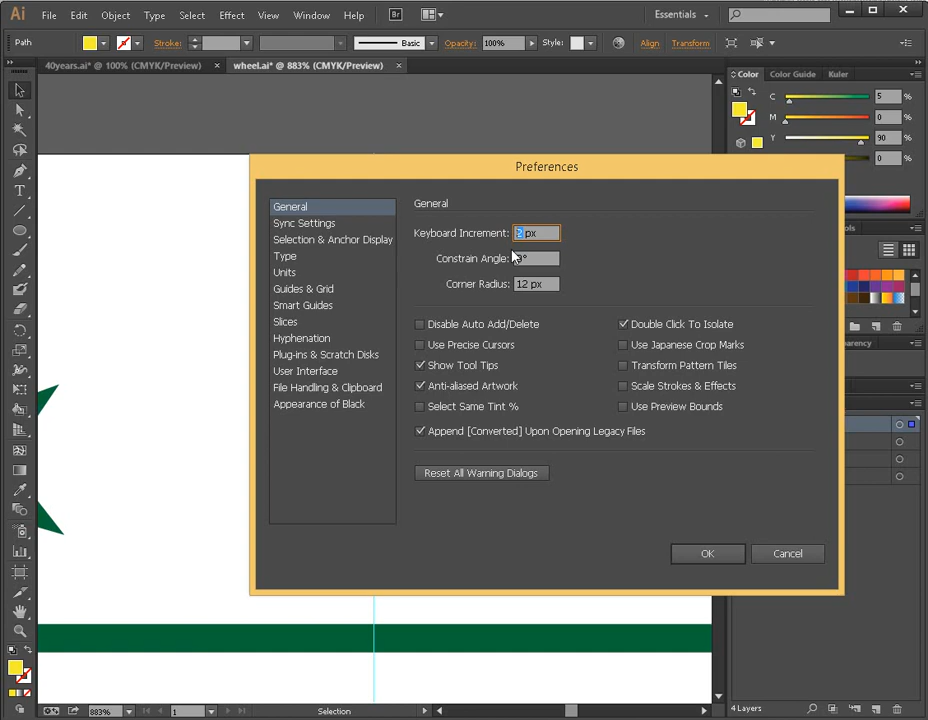 Ai File Edit Object Type Select Effect View Window Help Br Essentials
Path Stroke: Basic Opacity: 100% Style: Align Transform
40years.ai* @ 100% (CMYK/Preview) × wheel.ai* @ 883% (CMYK/Preview) ×
Color Color Guide Kuler
C 5 %
M 0 %
Y 90 %
0 %
Preferences
General
Sync Settings
Selection & Anchor Display
Type
Units
Guides & Grid
Smart Guides
Slices
Hyphenation
Plug-ins & Scratch Disks
User Interface
File Handling & Clipboard
Appearance of Black
General
Keyboard Increment: 2 px
Constrain Angle: 0°
Corner Radius: 12 px
Disable Auto Add/Delete
Use Precise Cursors
Show Tool Tips
Anti-aliased Artwork
Select Same Tint %
Append [Converted] Upon Opening Legacy Files
Double Click To Isolate
Use Japanese Crop Marks
Transform Pattern Tiles
Scale Strokes & Effects
Use Preview Bounds
Reset All Warning Dialogs
OK Cancel
883% 1 Selection 4 Layers